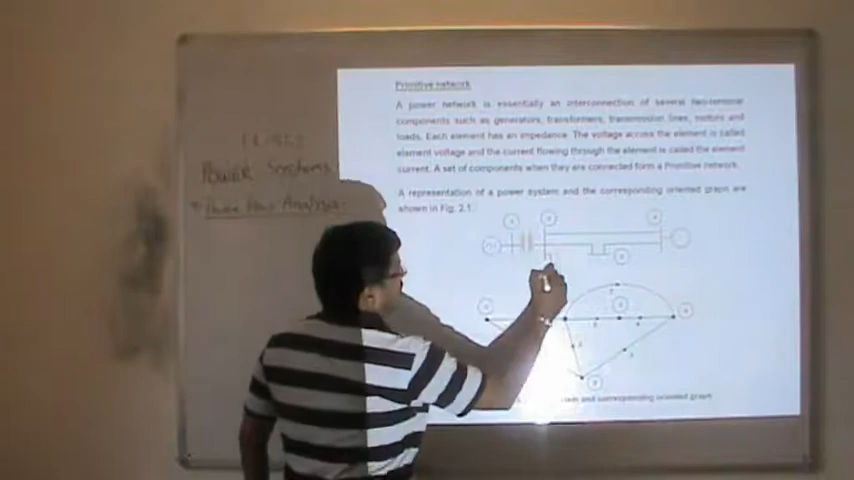 Power Systems
Power Flow Analysis
Primitive network
A power network is essentially an interconnection of several two-terminal
components such as generators, transformers, transmission lines, motors and
loads. Each element has an impedance. The voltage across the element is called
element voltage and the current flowing through the element is called the element
current. A set of components when they are connected form a Primitive network.
A representation of a power system and the corresponding oriented graph are
shown in Fig. 2.1.
and corresponding oriented graph